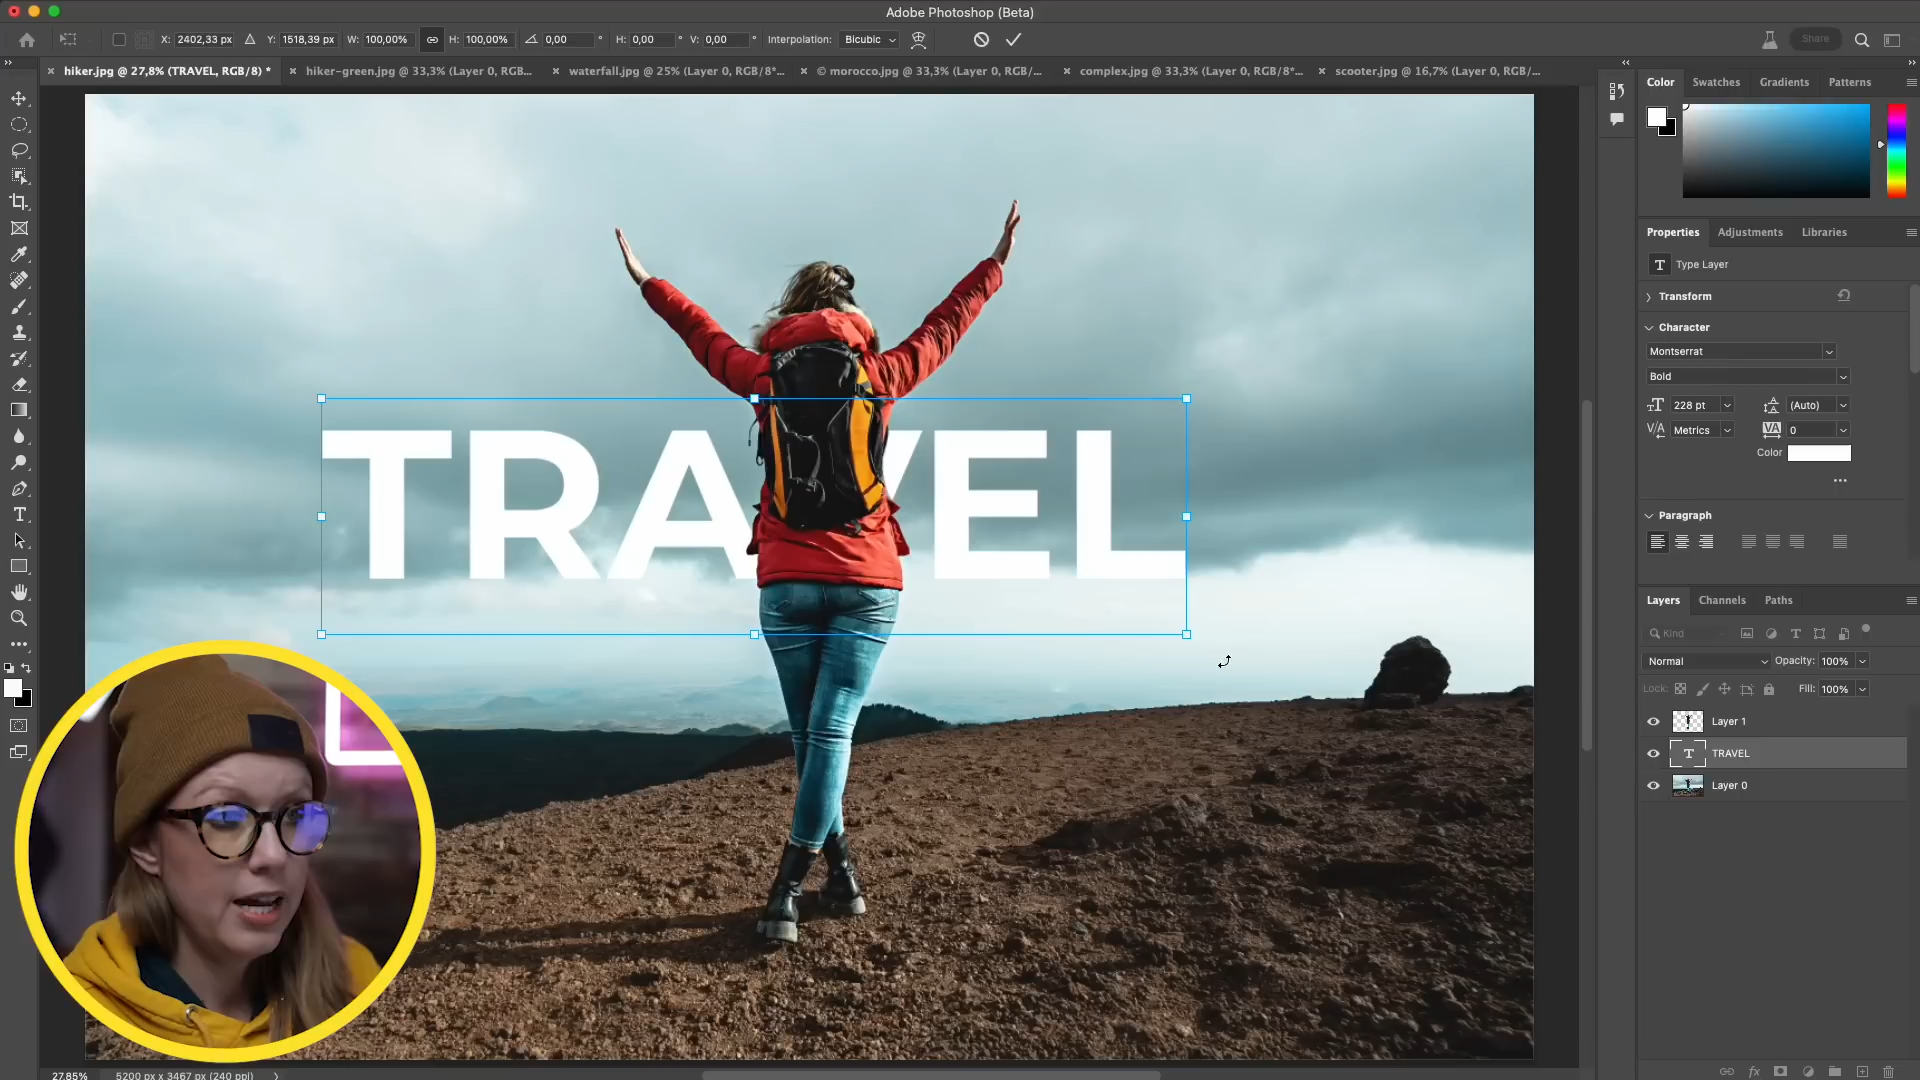 Adobe Photoshop (Beta)
X: 2402,33 px Y: 1518,39 px W: 100,00% H: 100,00% 0,00 ° H: 0,00 ° V: 0,00 ° Interpolation: Bicubic Share
hiker.jpg @ 27,8% (TRAVEL, RGB/8) * hiker-green.jpg @ 33,3% (Layer 0, RGB... waterfall.jpg @ 25% (Layer 0, RGB/8*... © morocco.jpg @ 33,3% (Layer 0, RGB/... complex.jpg @ 33,3% (Layer 0, RGB/8*... scooter.jpg @ 16,7% (Layer 0, RGB/...
Color Swatches Gradients Patterns
Properties Adjustments Libraries
T Type Layer
Transform
Character
Montserrat
Bold
228 pt (Auto)
Metrics 0
Color
Paragraph
TRAVEL
Layers Channels Paths
Kind
Normal Opacity: 100%
Lock: Fill: 100%
Layer 1
T TRAVEL
Layer 0
27,85% 5200 px x 3467 px (240 ppi)